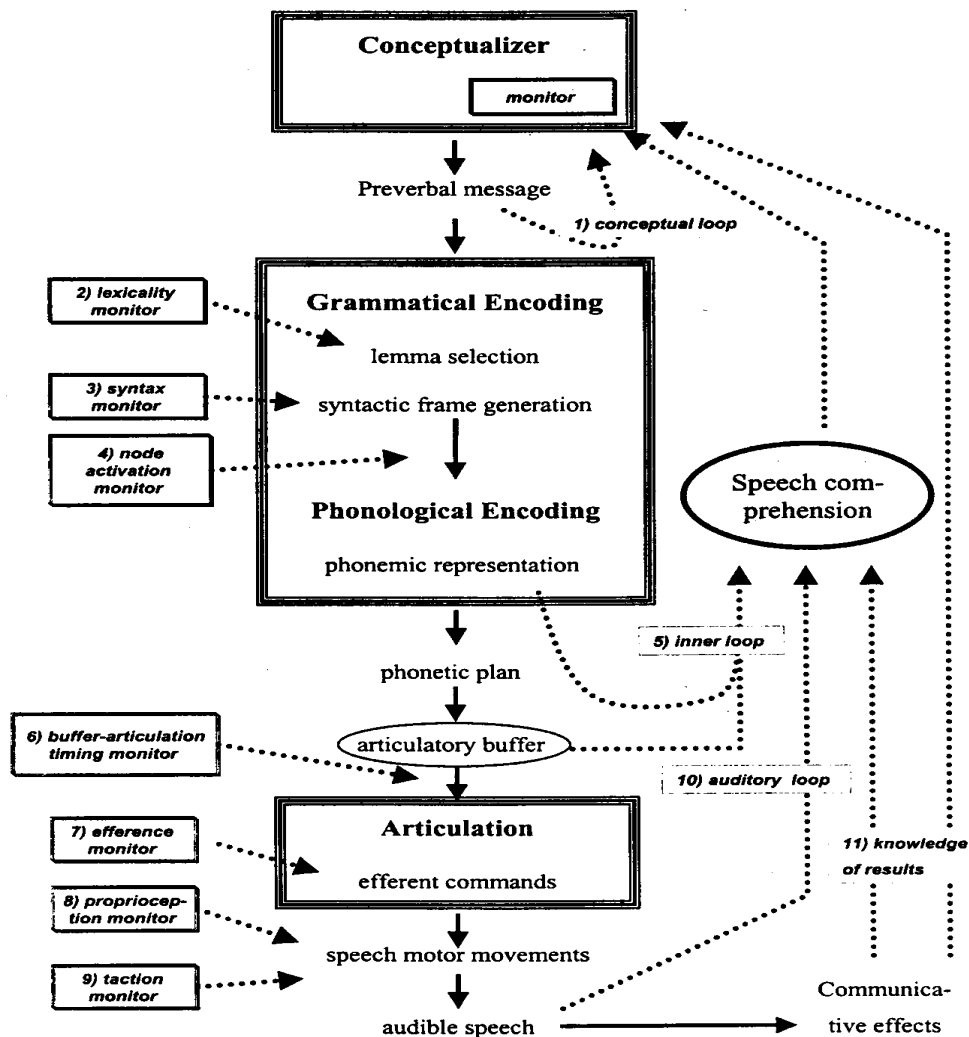 Conceptualizer
monitor
Preverbal message
1) conceptual loop
Grammatical Encoding
2) lexicality
monitor
lemma selection
3) syntax
monitor
syntactic frame generation
4) node
activation
monitor
Phonological Encoding
phonemic representation
Speech com-
prehension
5) inner loop
phonetic plan
6) buffer-articulation
timing monitor
articulatory buffer
10) auditory loop
Articulation
7) efference
monitor
efferent commands
11) knowledge
of results
8) propriocep-
tion monitor
speech motor movements
9) taction
monitor
audible speech
Communica-
tive effects